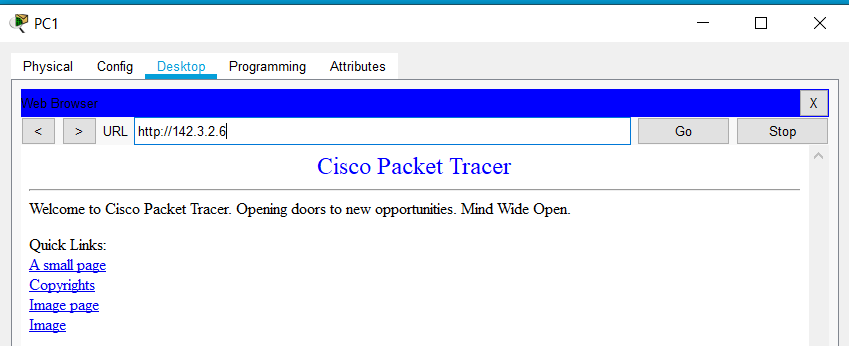 PC1
Physical Config Desktop Programming Attributes
Web Browser X
< > URL http://142.3.2.6 Go Stop
Cisco Packet Tracer
Welcome to Cisco Packet Tracer. Opening doors to new opportunities. Mind Wide Open.
Quick Links:
A small page
Copyrights
Image page
Image